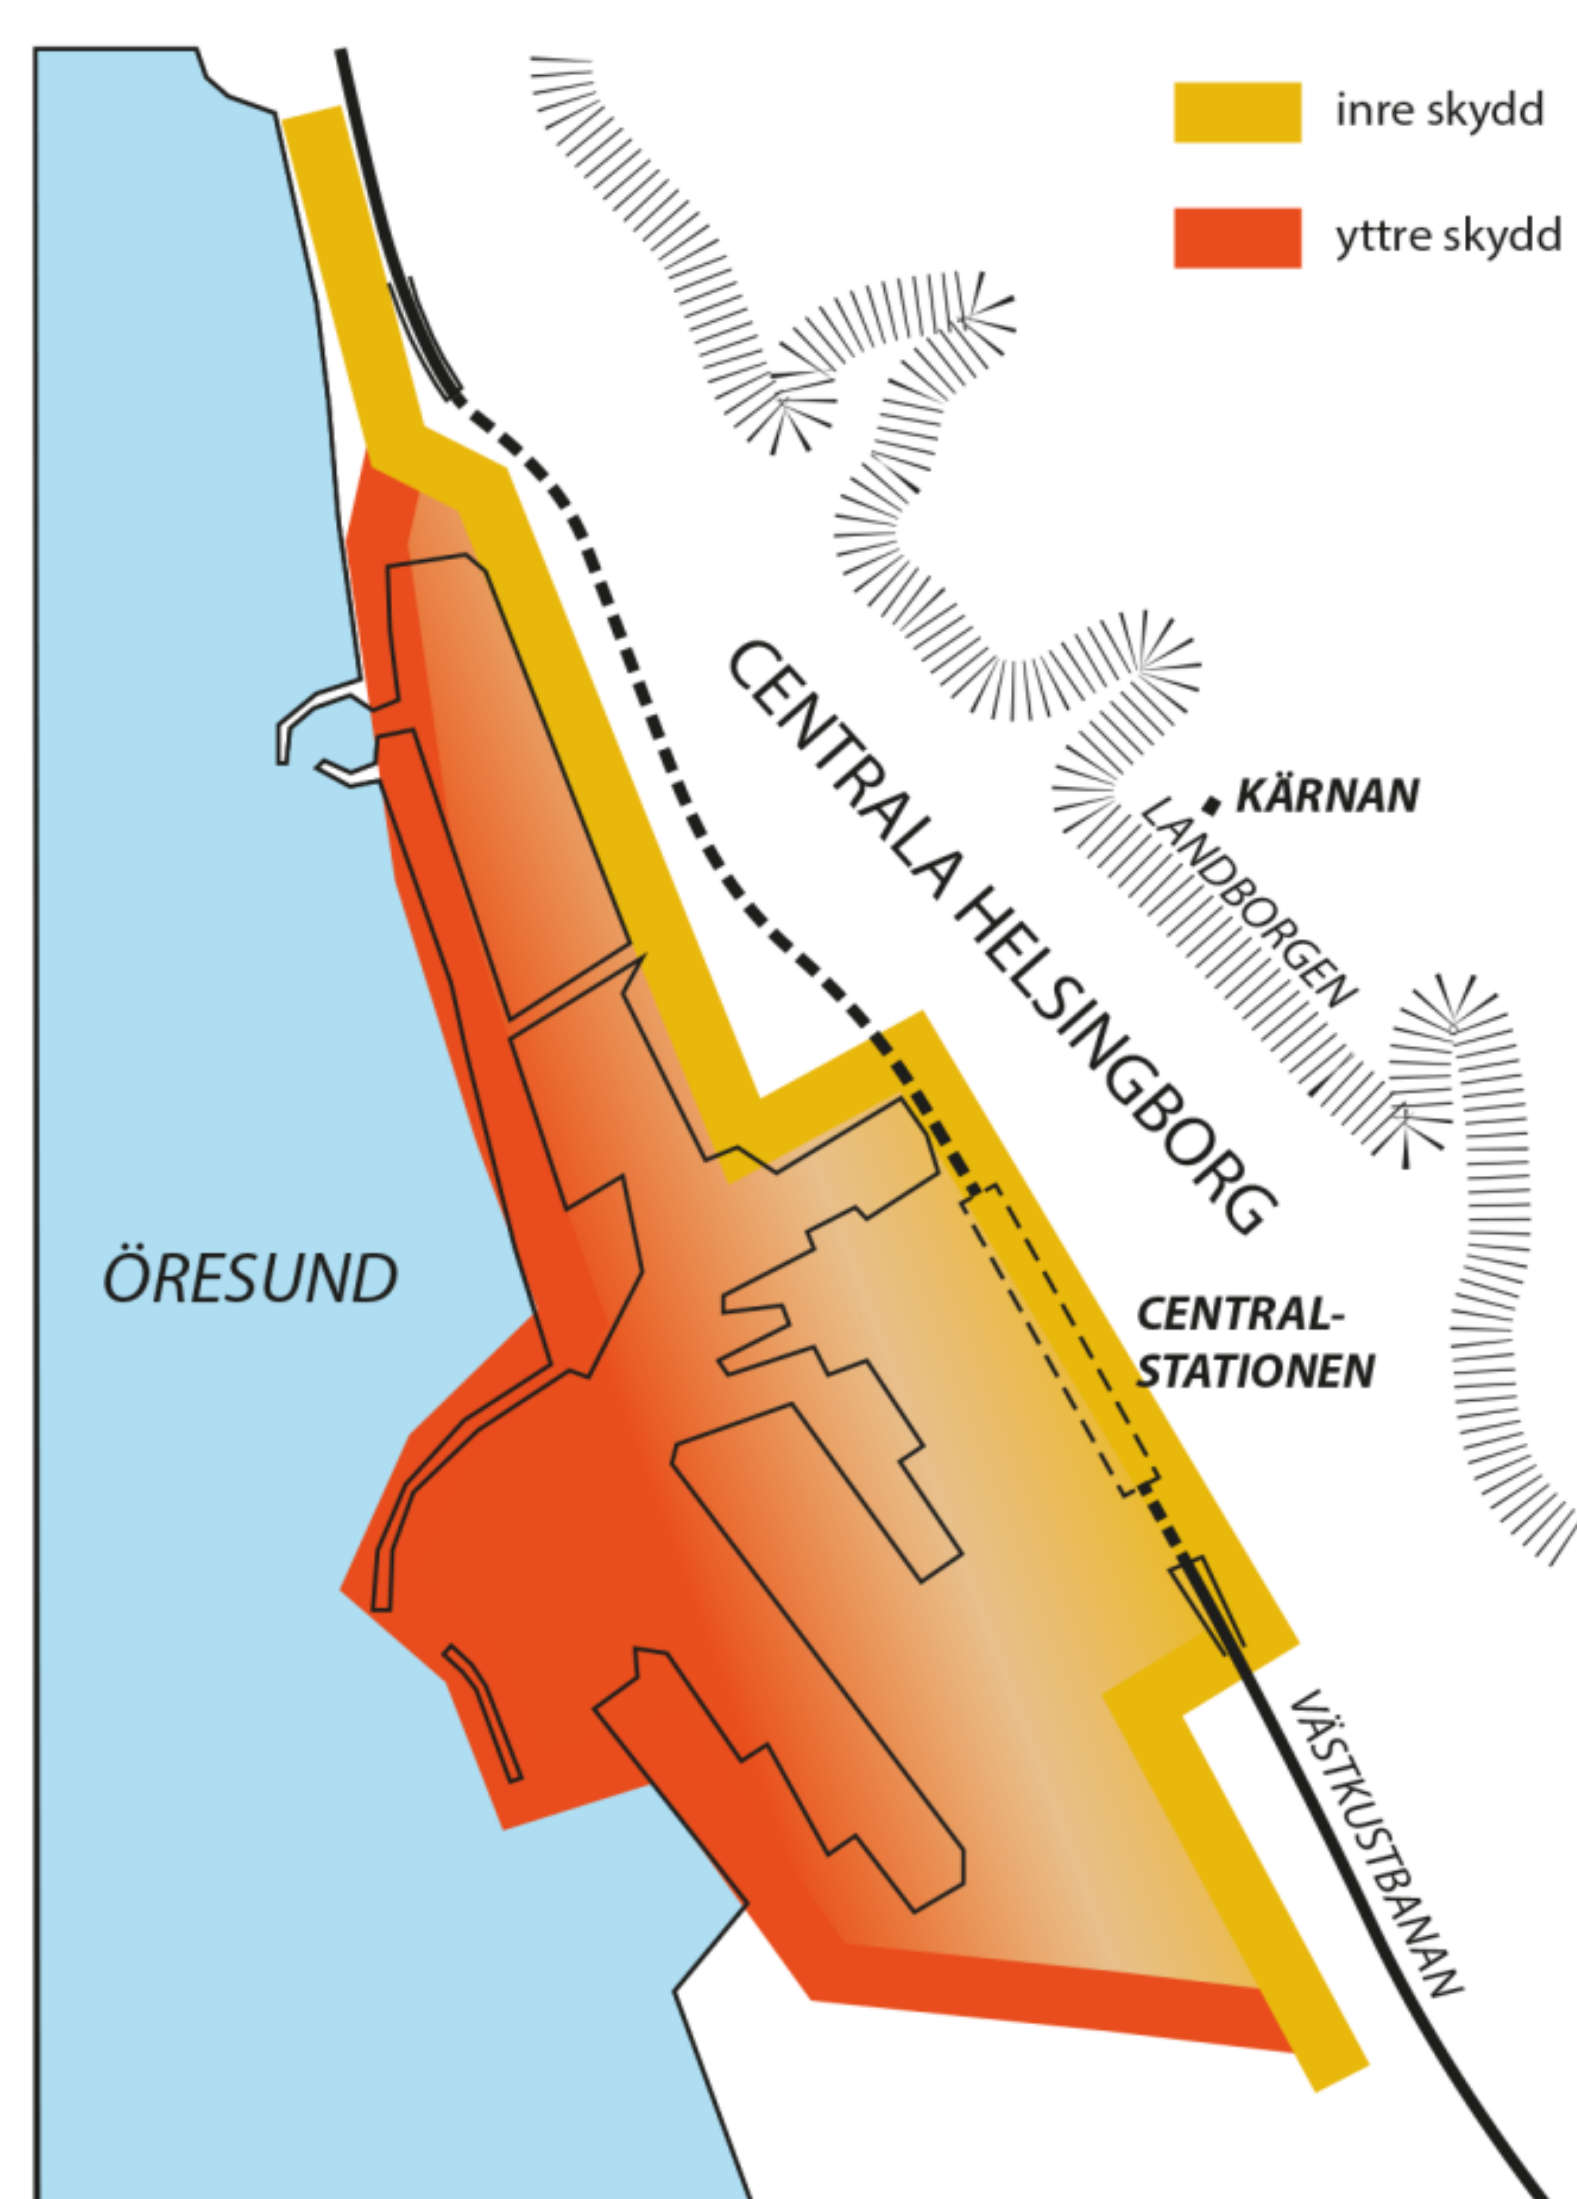 inre skydd
yttre skydd
CENTRALA HELSINGBORG
KÄRNAN
LANDBORGEN
ÖRESUND
CENTRAL-
STATIONEN
VÄSTKUSTBANAN